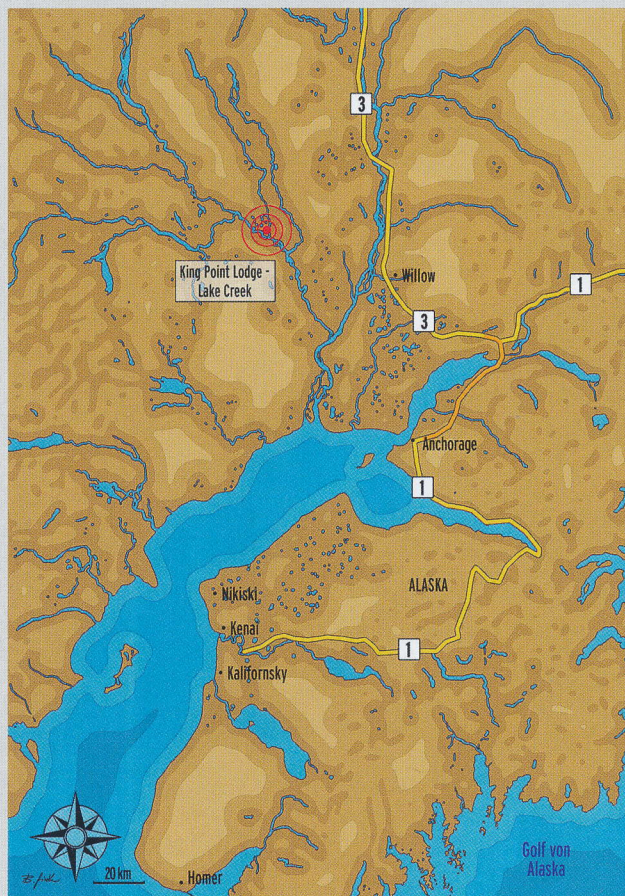 3
King Point Lodge -
Lake Creek
Willow
1
3
Anchorage
1
ALASKA
Nikiski
Kenai
1
Kalifornsky
Golf von
Alaska
20 km
Homer